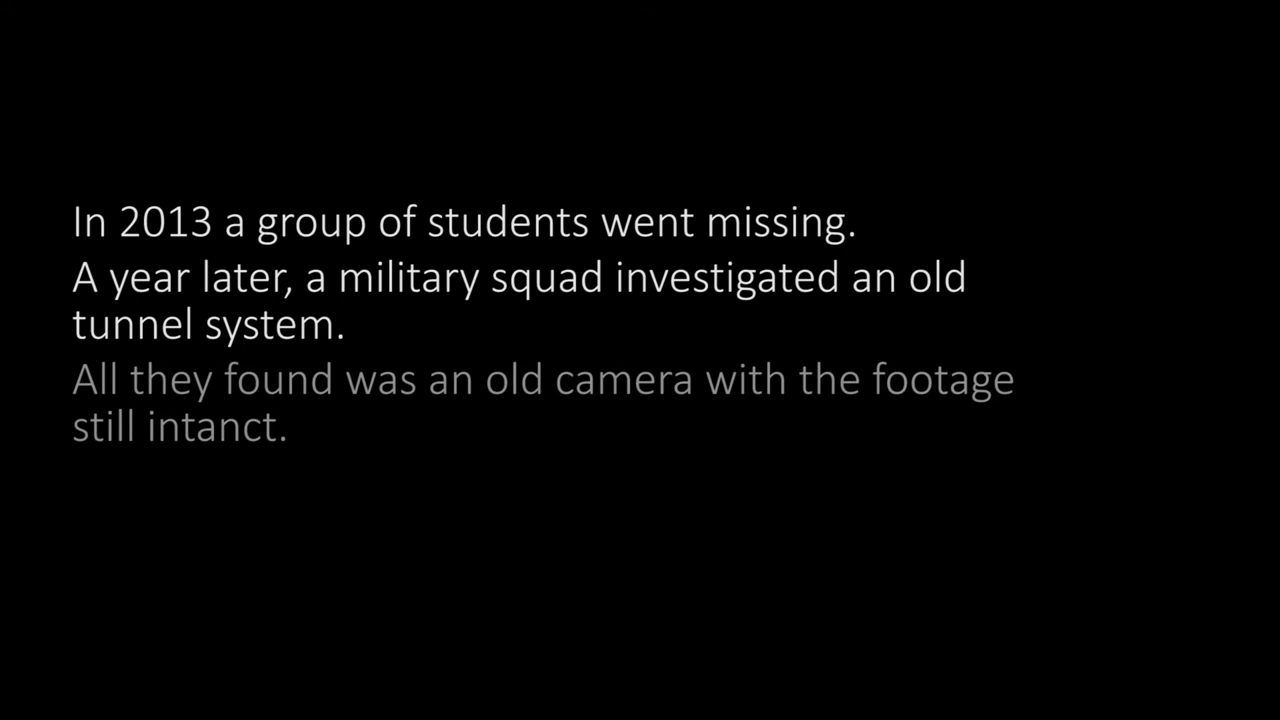 In 2013 a group of students went missing.
A year later, a military squad investigated an old
tunnel system.
All they found was an old camera with the footage
still intanct.